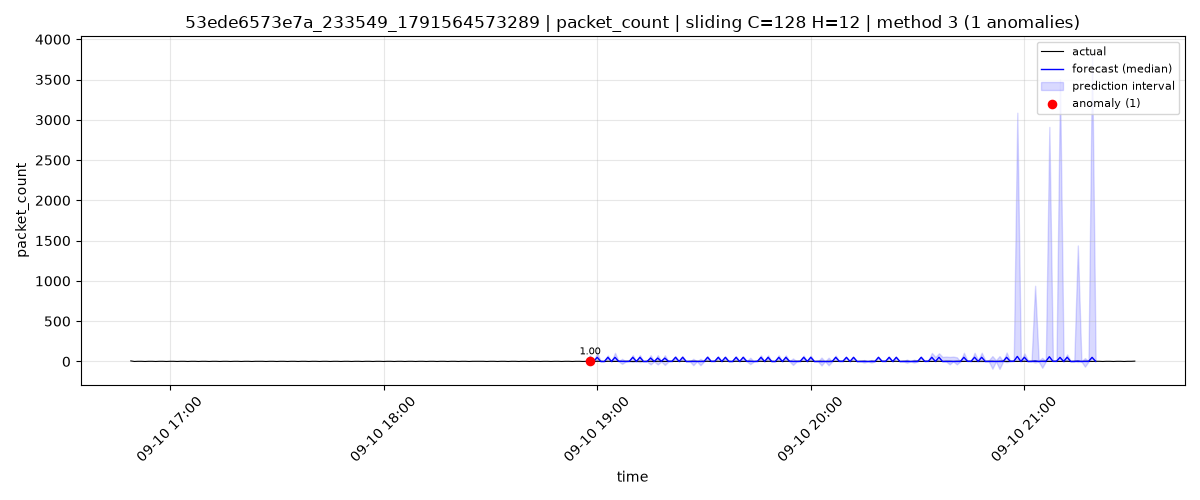 53ede6573e7a_233549_1791564573289 | packet_count | sliding C=128 H=12 | method 3 (1 anomalies)
4000
3500
3000
2500
2000
1500
1000
500
0
packet_count
actual
forecast (median)
prediction interval
anomaly (1)
1.00
09-10 17:00
09-10 18:00
09-10 19:00
09-10 20:00
09-10 21:00
time